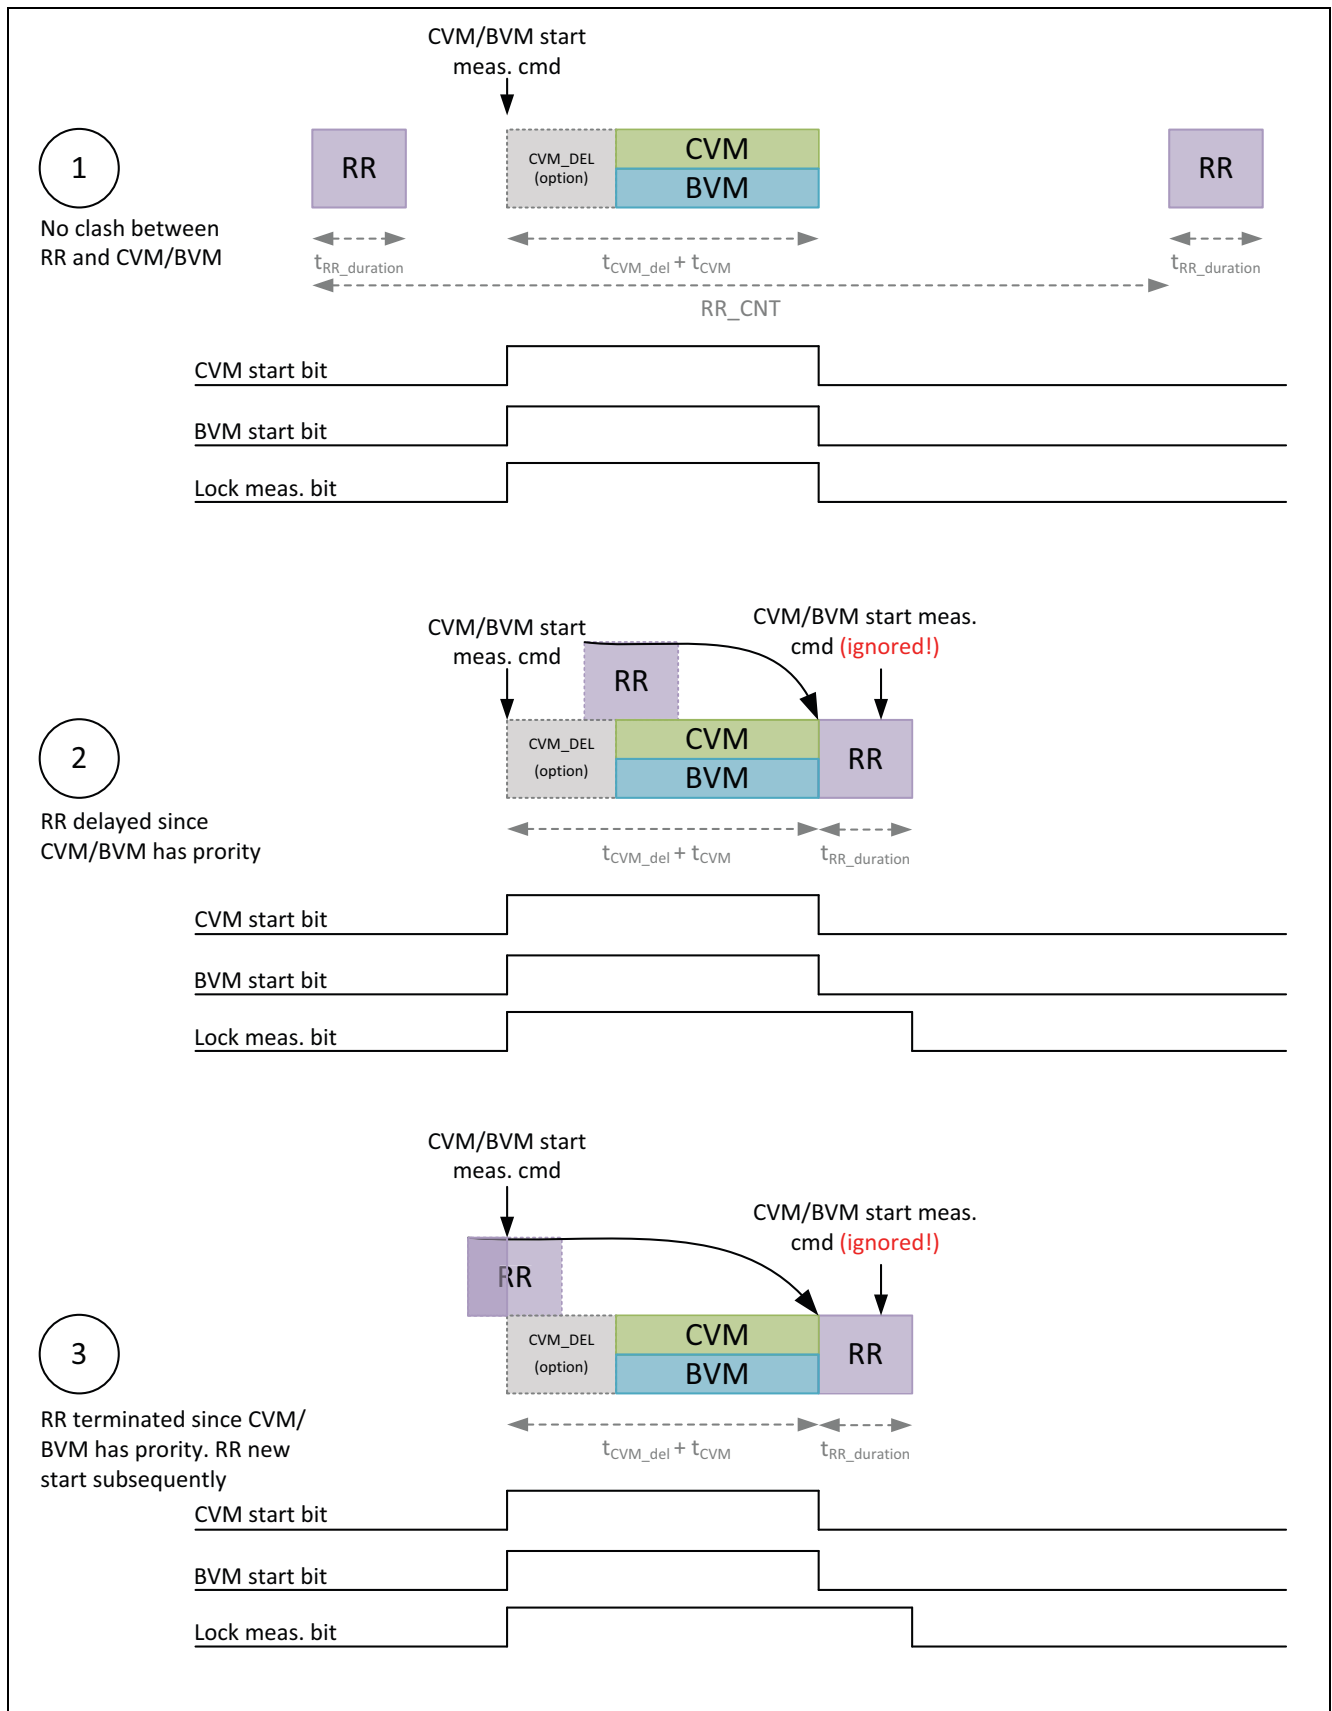 CVM/BVM start
meas. cmd
1
RR
CVM_DEL
(option)
CVM
BVM
RR
No clash between
RR and CVM/BVM
tRR_duration
tCVM_del + tCVM
tRR_duration
RR_CNT
CVM start bit
BVM start bit
Lock meas. bit
CVM/BVM start
meas. cmd
CVM/BVM start meas.
cmd (ignored!)
RR
2
CVM_DEL
(option)
CVM
BVM
RR
RR delayed since
CVM/BVM has prority
tCVM_del + tCVM
tRR_duration
CVM start bit
BVM start bit
Lock meas. bit
CVM/BVM start
meas. cmd
CVM/BVM start meas.
cmd (ignored!)
RR
3
CVM_DEL
(option)
CVM
BVM
RR
RR terminated since CVM/
BVM has prority. RR new
start subsequently
tCVM_del + tCVM
tRR_duration
CVM start bit
BVM start bit
Lock meas. bit